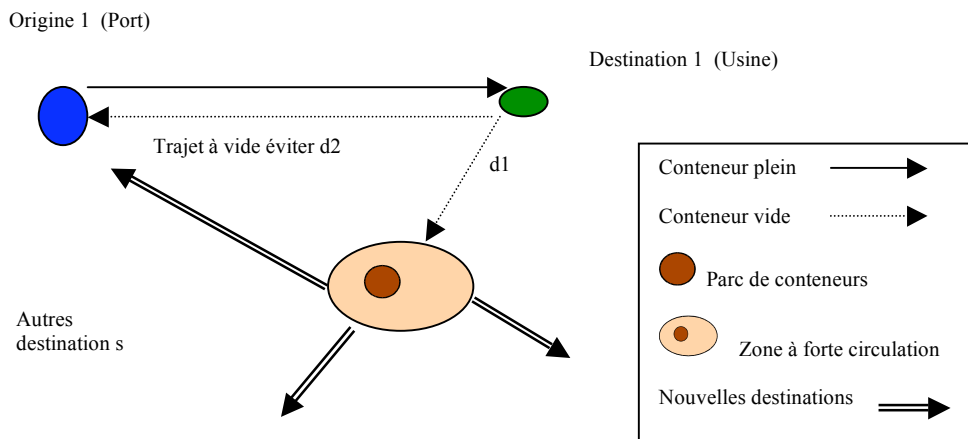 Origine 1 (Port)
Destination 1 (Usine)
Trajet à vide éviter d2
d1
Autres
destination s
Conteneur plein
Conteneur vide
Parc de conteneurs
Zone à forte circulation
Nouvelles destinations